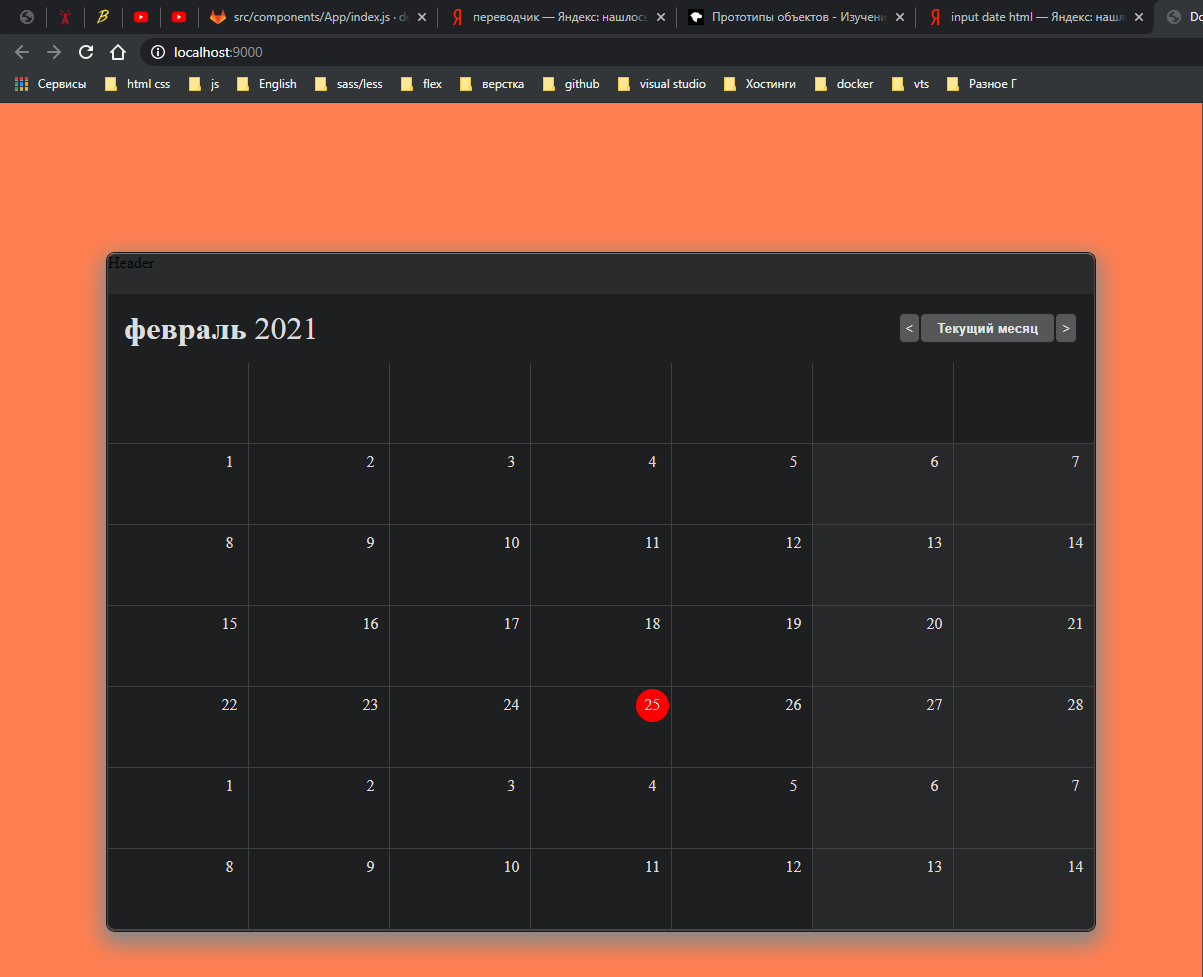 src/components/App/index.js · d
переводчик — Яндекс: нашлось
Прототипы объектов - Изучени
input date html — Яндекс: нашл
Do
localhost:9000
Сервисы html css js English sass/less flex верстка github visual studio Хостинги docker vts Разное Г
Header
февраль 2021
< Текущий месяц >
1 2 3 4 5 6 7
8 9 10 11 12 13 14
15 16 17 18 19 20 21
22 23 24 25 26 27 28
1 2 3 4 5 6 7
8 9 10 11 12 13 14